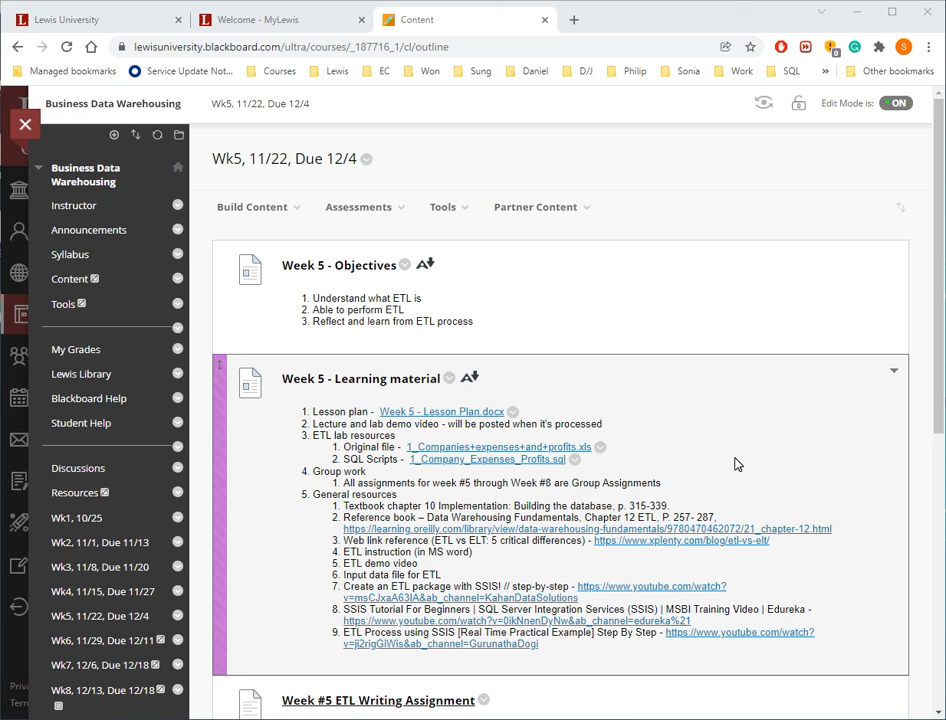 Lewis University
Welcome - MyLewis
Content
lewisuniversity.blackboard.com/ultra/courses/_187716_1/cl/outline
Managed bookmarks
Service Update Not...
Courses
Lewis
EC
Won
Sung
Daniel
D/J
Philip
Sonia
Work
SQL
Other bookmarks
Business Data Warehousing
Wk5, 11/22, Due 12/4
Edit Mode is: ON
Business Data
Warehousing
Instructor
Announcements
Syllabus
Content
Tools
My Grades
Lewis Library
Blackboard Help
Student Help
Discussions
Resources
Wk1, 10/25
Wk2, 11/1, Due 11/13
Wk3, 11/8, Due 11/20
Wk4, 11/15, Due 11/27
Wk5, 11/22, Due 12/4
Wk6, 11/29, Due 12/11
Wk7, 12/6, Due 12/18
Wk8, 12/13, Due 12/18
Wk5, 11/22, Due 12/4
Build Content
Assessments
Tools
Partner Content
Week 5 - Objectives
1. Understand what ETL is
2. Able to perform ETL
3. Reflect and learn from ETL process
Week 5 - Learning material
1. Lesson plan - Week 5 - Lesson Plan.docx
2. Lecture and lab demo video - will be posted when it's processed
3. ETL lab resources
1. Original file - 1_Companies+expenses+and+profits.xls
2. SQL Scripts - 1_Company_Expenses_Profits.sql
4. Group work
1. All assignments for week #5 through Week #8 are Group Assignments
5. General resources
1. Textbook chapter 10 Implementation: Building the database, p. 315-339.
2. Reference book – Data Warehousing Fundamentals, Chapter 12 ETL, P. 257- 287,
https://learning.oreilly.com/library/view/data-warehousing-fundamentals/9780470462072/21_chapter-12.html
3. Web link reference (ETL vs ELT: 5 critical differences) - https://www.xplenty.com/blog/etl-vs-elt/
4. ETL instruction (in MS word)
5. ETL demo video
6. Input data file for ETL
7. Create an ETL package with SSIS! // step-by-step - https://www.youtube.com/watch?
v=msCJxaA63IA&ab_channel=KahanDataSolutions
8. SSIS Tutorial For Beginners | SQL Server Integration Services (SSIS) | MSBI Training Video | Edureka -
https://www.youtube.com/watch?v=0ikNnenDyNw&ab_channel=edureka%21
9. ETL Process using SSIS [Real Time Practical Example] Step By Step - https://www.youtube.com/watch?
v=ji2rigGiWis&ab_channel=GurunathaDogi
Week #5 ETL Writing Assignment